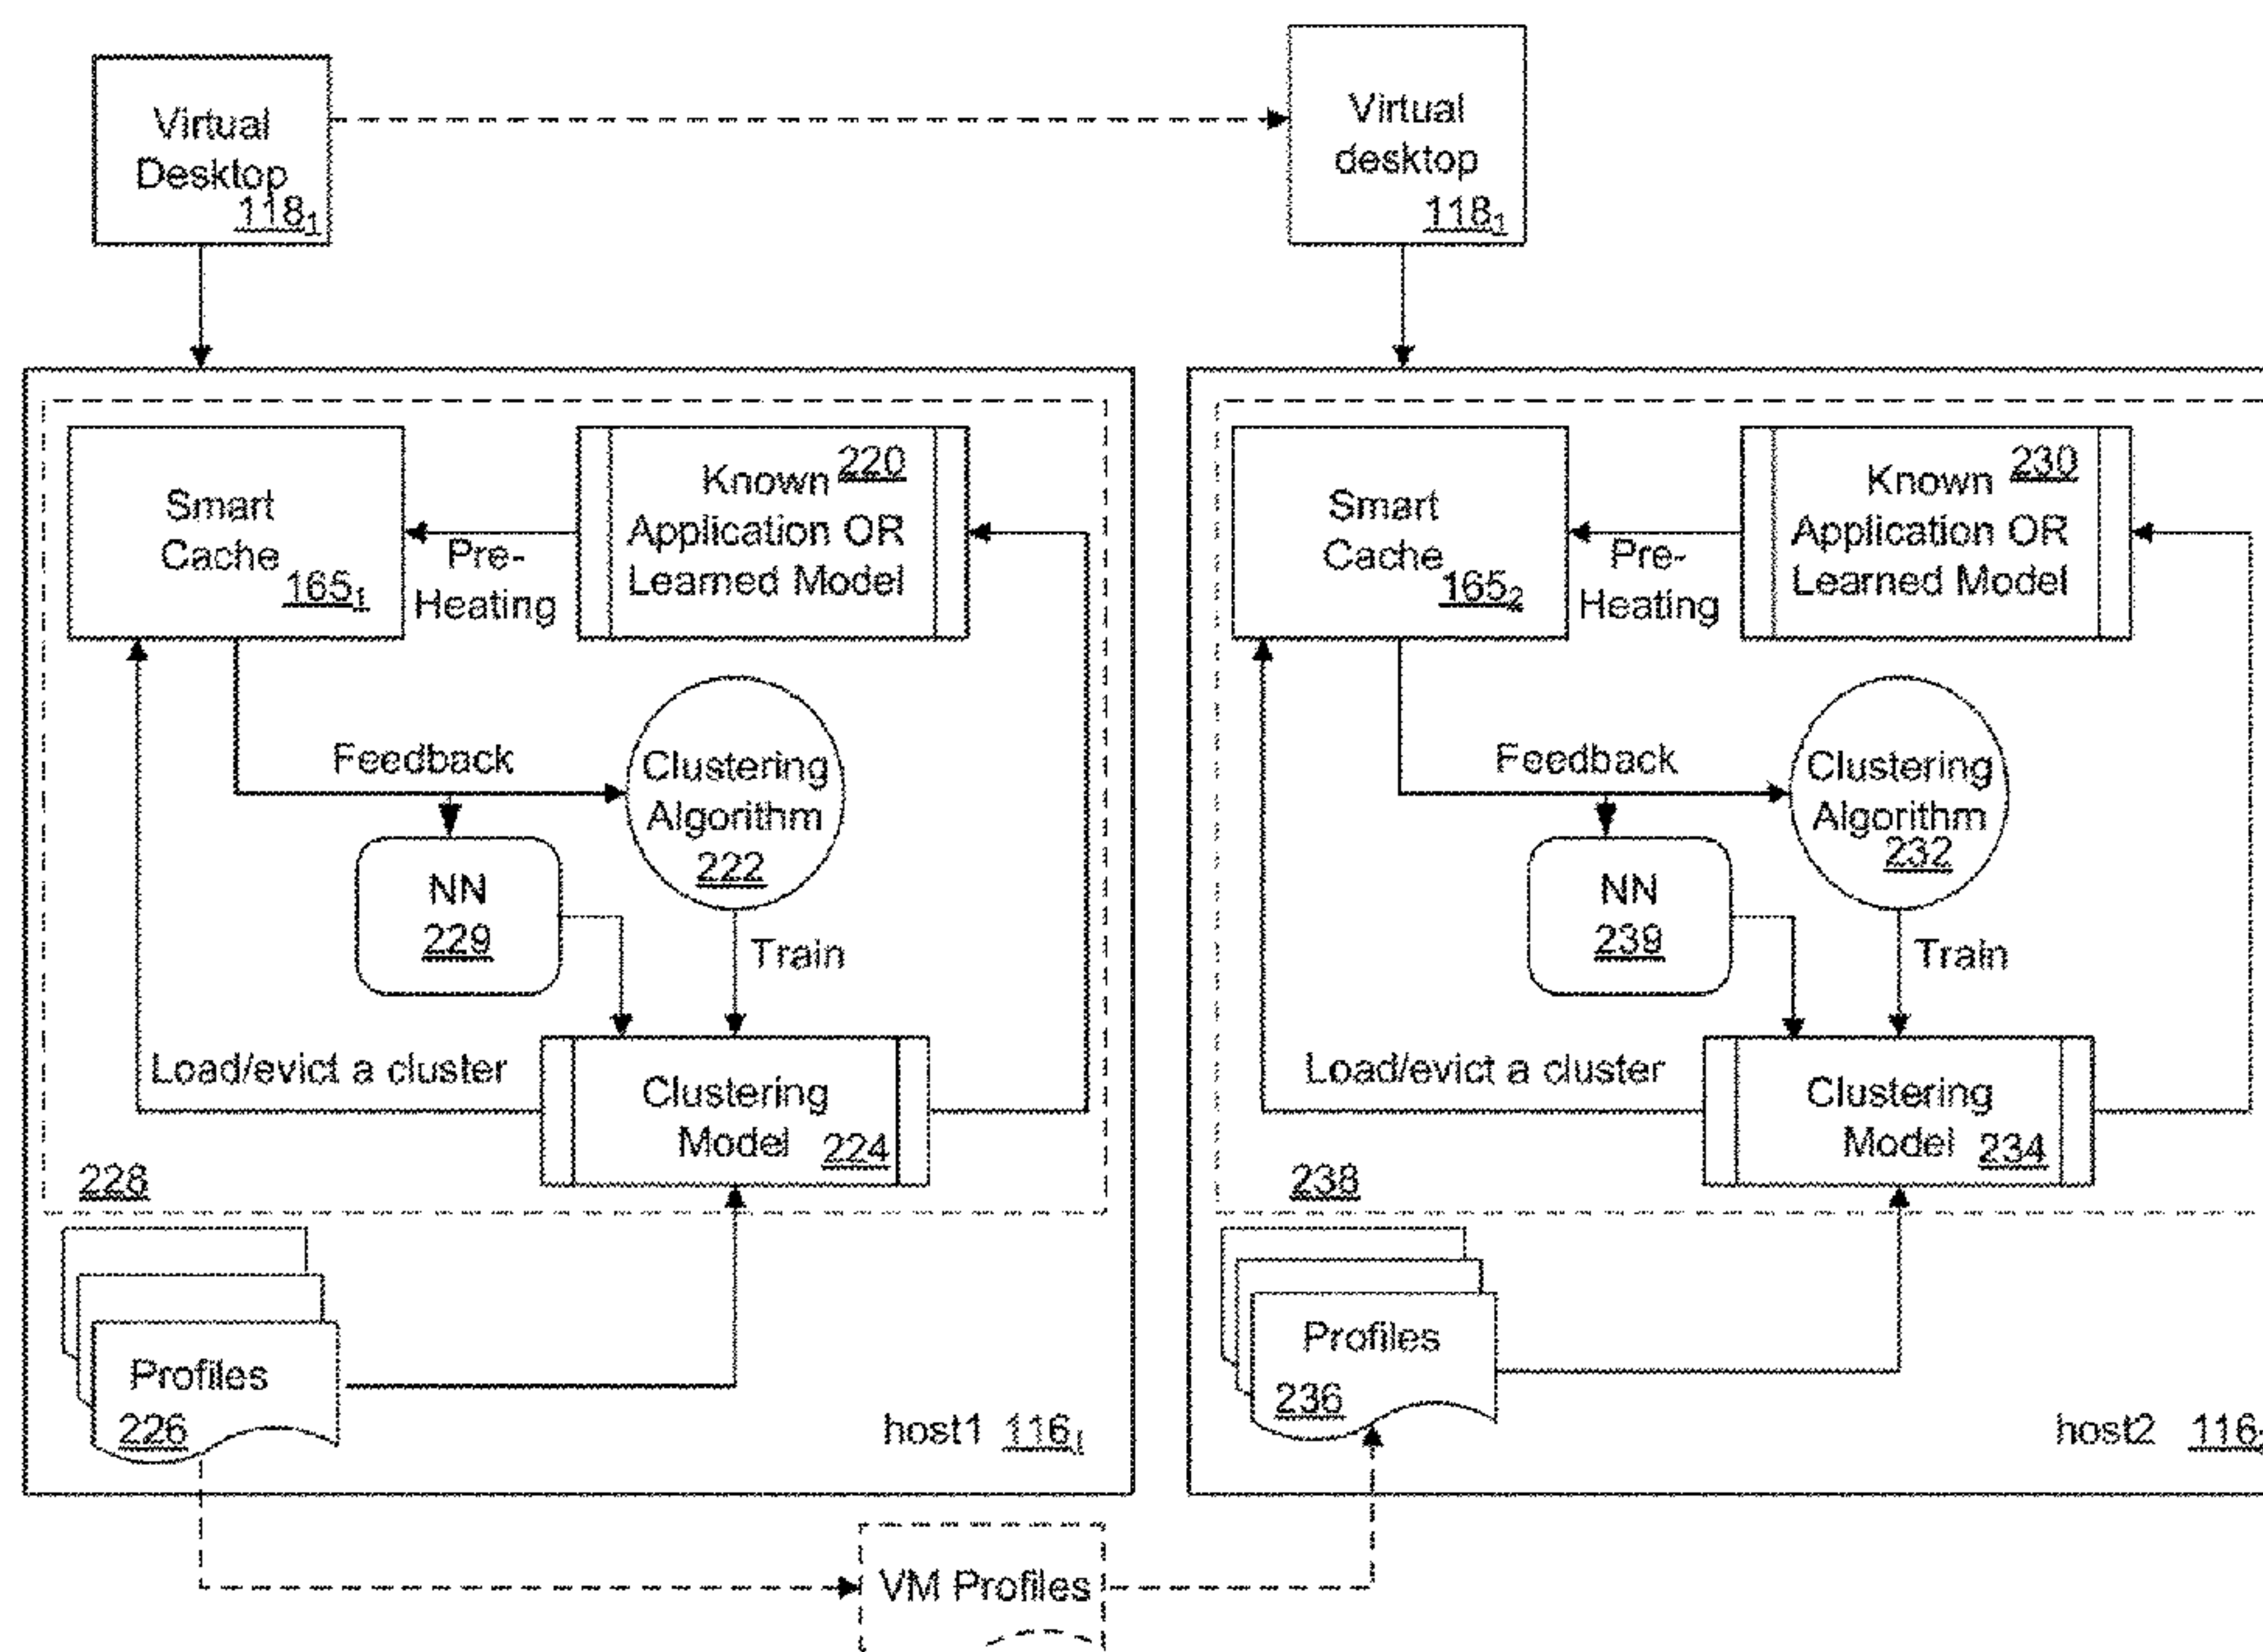 Virtual
Desktop
118₁
Virtual
desktop
118₁
Smart
Cache
165₁
Pre-
Heating
220
Known
Application OR
Learned Model
Feedback
Clustering
Algorithm
222
NN
229
Train
Load/evict a cluster
Clustering
Model 224
228
Profiles
226
host1 116₁
Smart
Cache
165₂
Pre-
Heating
230
Known
Application OR
Learned Model
Feedback
Clustering
Algorithm
232
NN
239
Train
Load/evict a cluster
Clustering
Model 234
238
Profiles
236
host2 116
VM Profiles